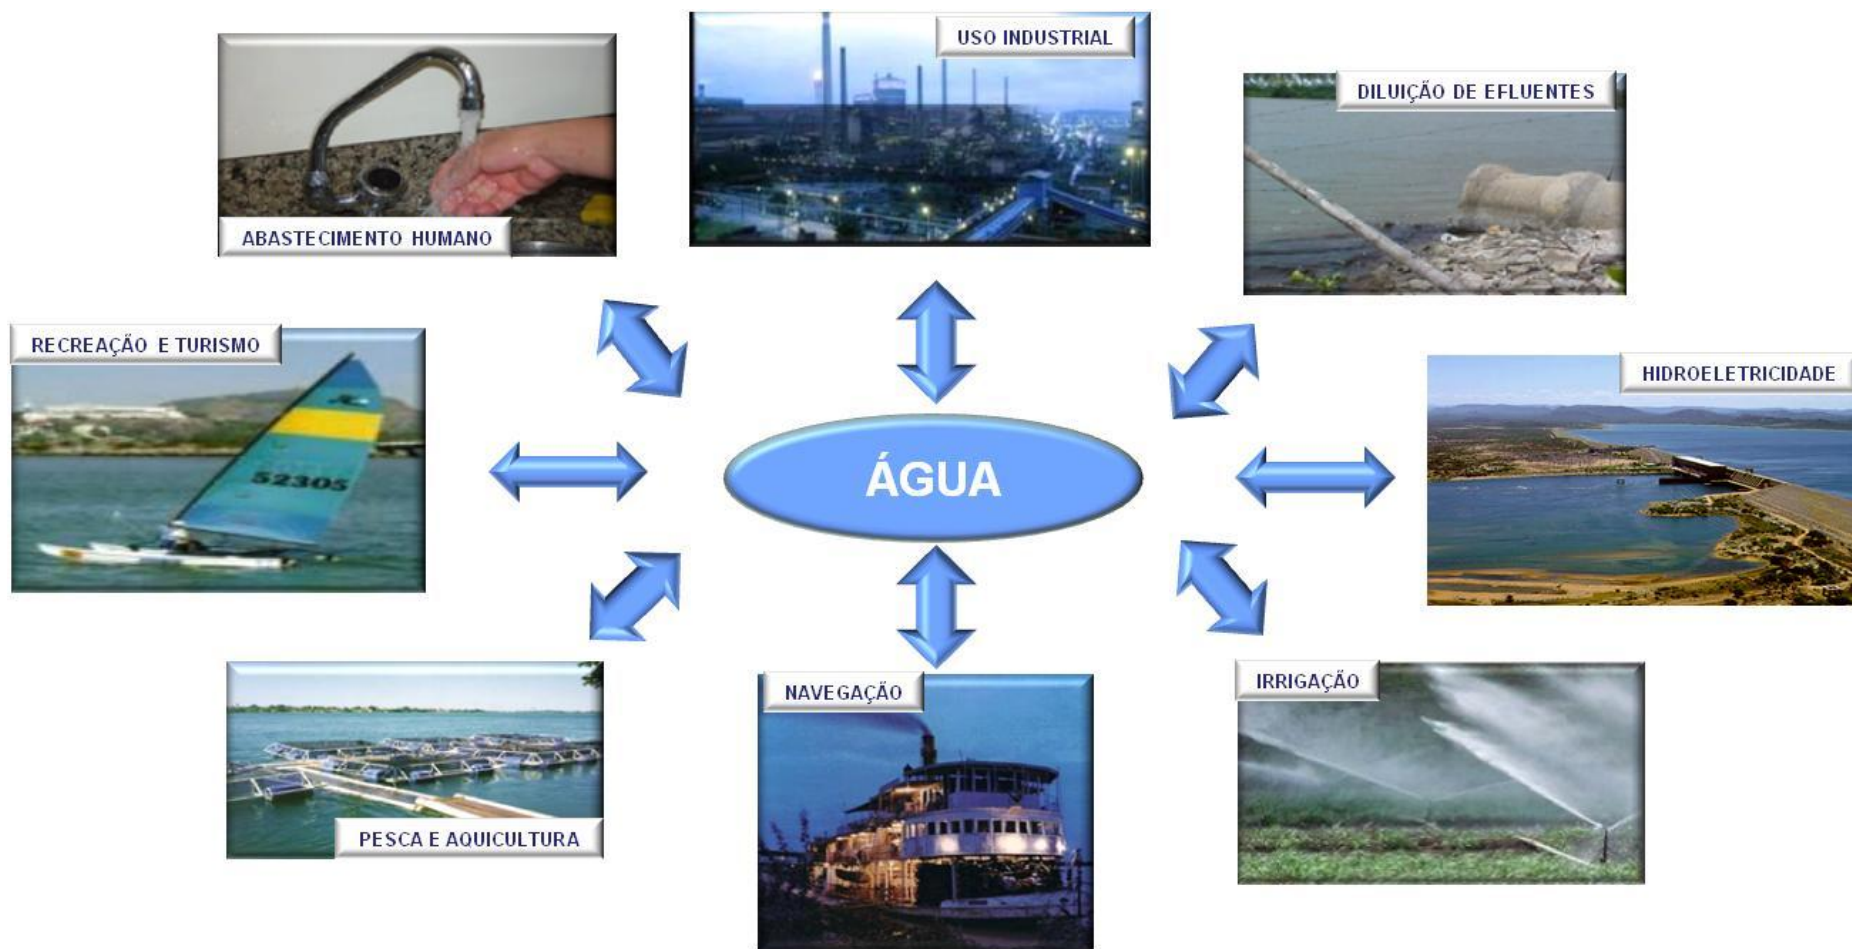 USO INDUSTRIAL
DILUIÇÃO DE EFLUENTES
ABASTECIMENTO HUMANO
RECREAÇÃO E TURISMO
HIDROELETRICIDADE
52305
ÁGUA
IRRIGAÇÃO
NAVEGAÇÃO
PESCA E AQUICULTURA